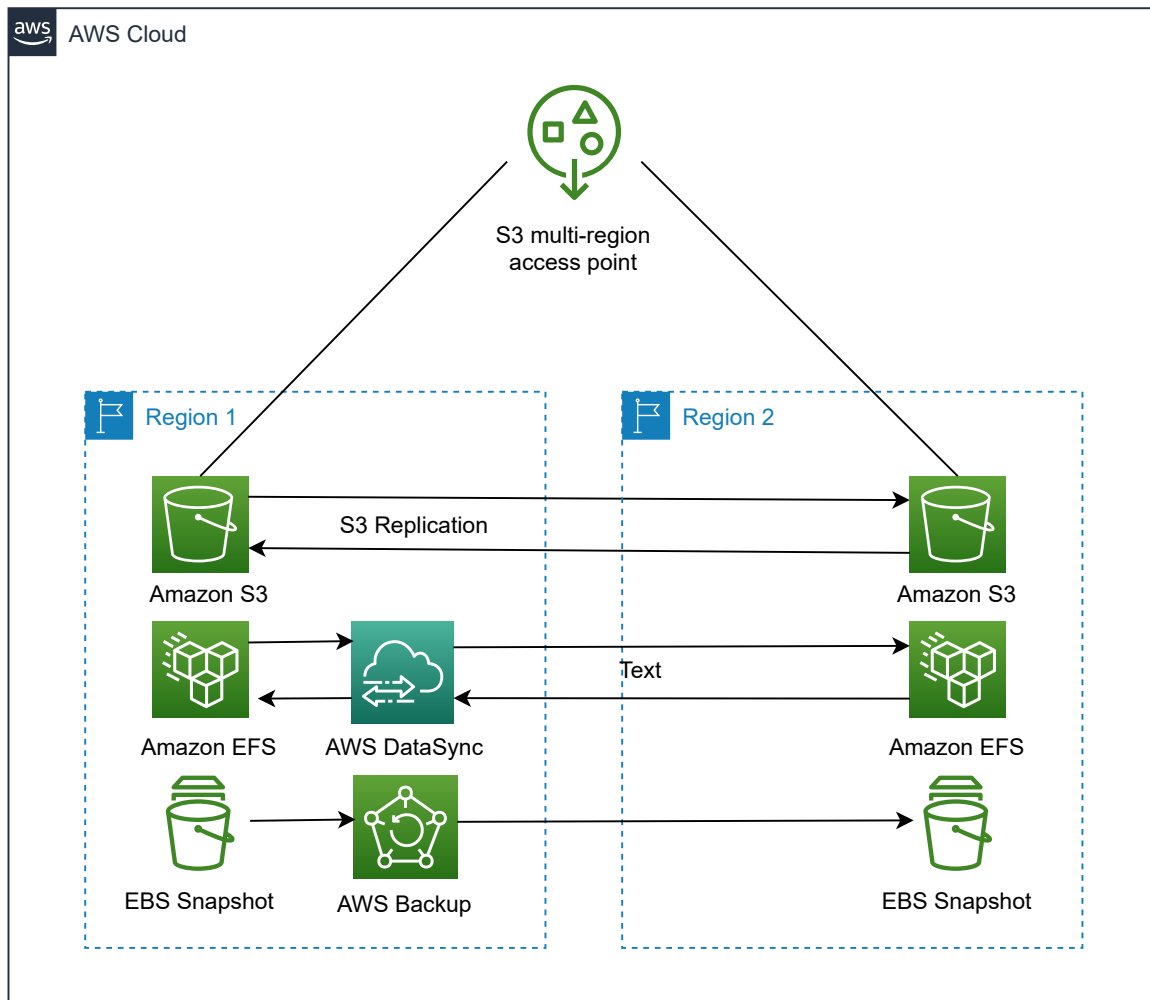 aws
AWS Cloud
S3 multi-region
access point
Region 1
Region 2
S3 Replication
Amazon S3
Amazon S3
Text
Amazon EFS
AWS DataSync
Amazon EFS
EBS Snapshot
AWS Backup
EBS Snapshot